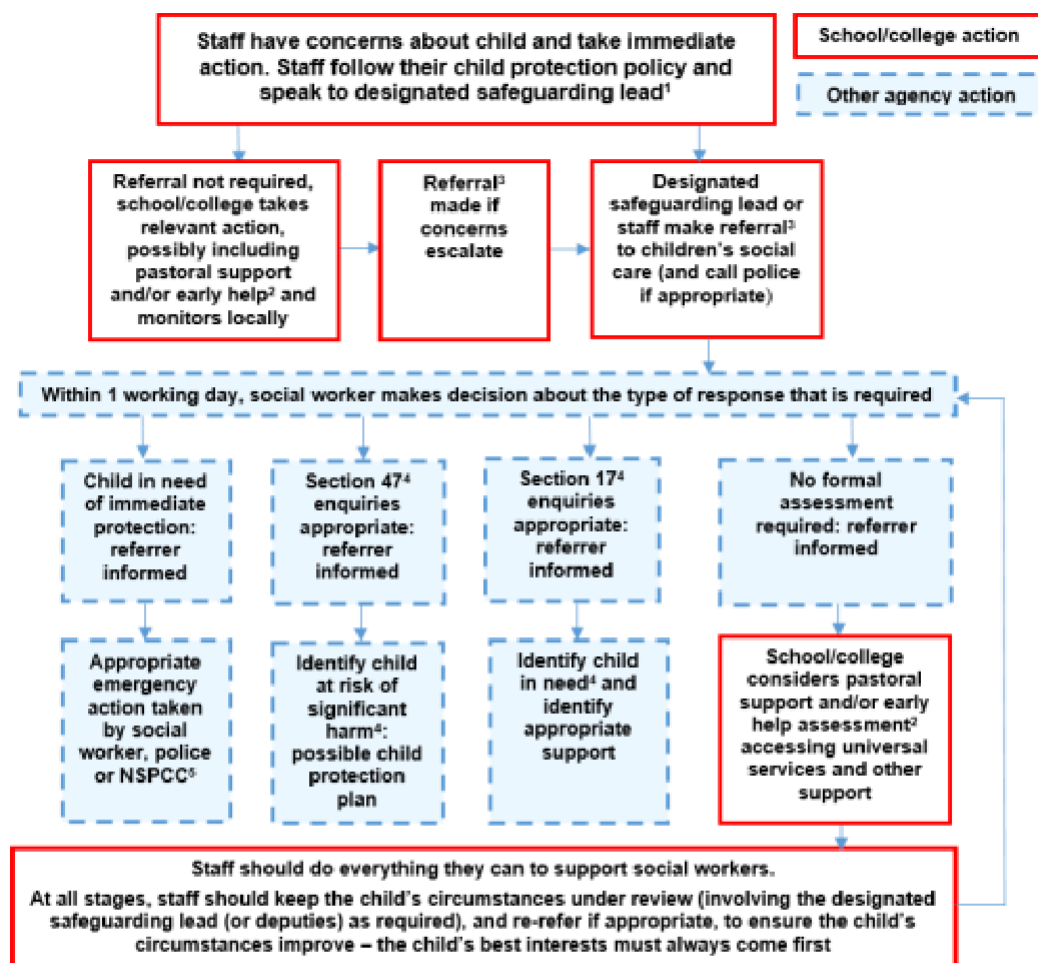 Staff have concerns about child and take immediate
action. Staff follow their child protection policy and
speak to designated safeguarding lead¹
School/college action
Other agency action
Referral not required,
school/college takes
relevant action,
possibly including
pastoral support
and/or early help² and
monitors locally
Referral³
made if
concerns
escalate
Designated
safeguarding lead or
staff make referral³
to children's social
care (and call police
if appropriate)
Within 1 working day, social worker makes decision about the type of response that is required
Child in need
of immediate
protection:
referrer
informed
Section 47⁴
enquiries
appropriate:
referrer
informed
Section 17⁴
enquiries
appropriate:
referrer
informed
No formal
assessment
required: referrer
informed
Appropriate
emergency
action taken
by social
worker, police
or NSPCC⁵
Identify child
at risk of
significant
harm⁴:
possible child
protection
plan
Identify child
in need⁴ and
identify
appropriate
support
School/college
considers pastoral
support and/or early
help assessment²
accessing universal
services and other
support
Staff should do everything they can to support social workers.
At all stages, staff should keep the child's circumstances under review (involving the designated
safeguarding lead (or deputies) as required), and re-refer if appropriate, to ensure the child's
circumstances improve – the child's best interests must always come first